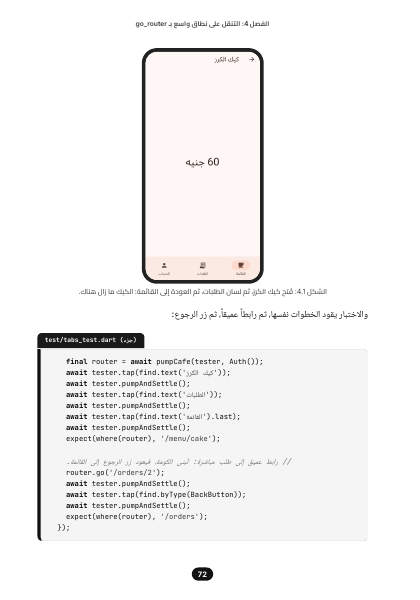 الفصل 4: التنقل على نطاق واسع بـ go_router
كيك الكرز
60 جنيه
القائمة
الطلبات
الحساب
الشكل 4.1: فُتح كيك الكرز، ثم لسان الطلبات، ثم العودة إلى القائمة: الكيك ما زال هناك.
والاختبار يقود الخطوات نفسها، ثم رابطاً عميقاً، ثم زر الرجوع:
test/tabs_test.dart (جزء)
final router = await pumpCafe(tester, Auth());
await tester.tap(find.text('كيك الكرز'));
await tester.pumpAndSettle();
await tester.tap(find.text('الطلبات'));
await tester.pumpAndSettle();
await tester.tap(find.text('القائمة').last);
await tester.pumpAndSettle();
expect(where(router), '/menu/cake');
// رابط عميق إلى طلب مباشرة: تُبنى الكومة، فيعود زر الرجوع إلى القائمة.
router.go('/orders/2');
await tester.pumpAndSettle();
await tester.tap(find.byType(BackButton));
await tester.pumpAndSettle();
expect(where(router), '/orders');
});
72